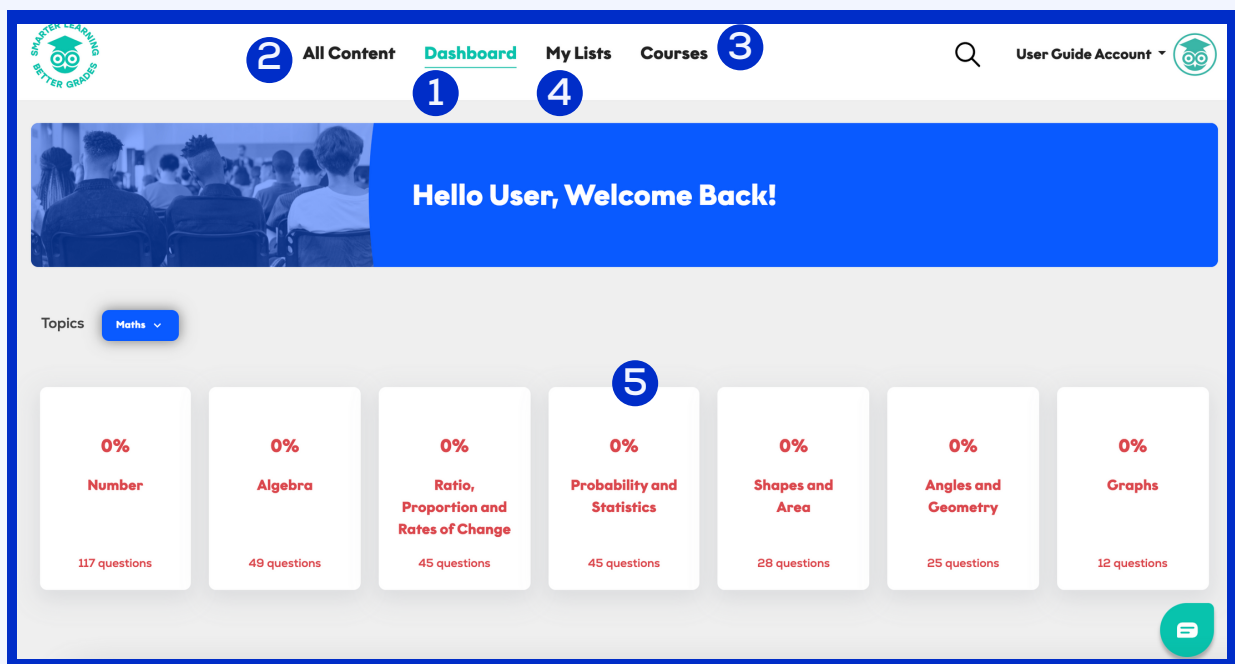 SMARTER LEARNING
BETTER GRADES
2
All Content
Dashboard
My Lists
Courses
3
User Guide Account
1
4
Hello User, Welcome Back!
Topics
Maths
5
0%
Number
117 questions
0%
Algebra
49 questions
0%
Ratio,
Proportion and
Rates of Change
45 questions
0%
Probability and
Statistics
45 questions
0%
Shapes and
Area
28 questions
0%
Angles and
Geometry
25 questions
0%
Graphs
12 questions